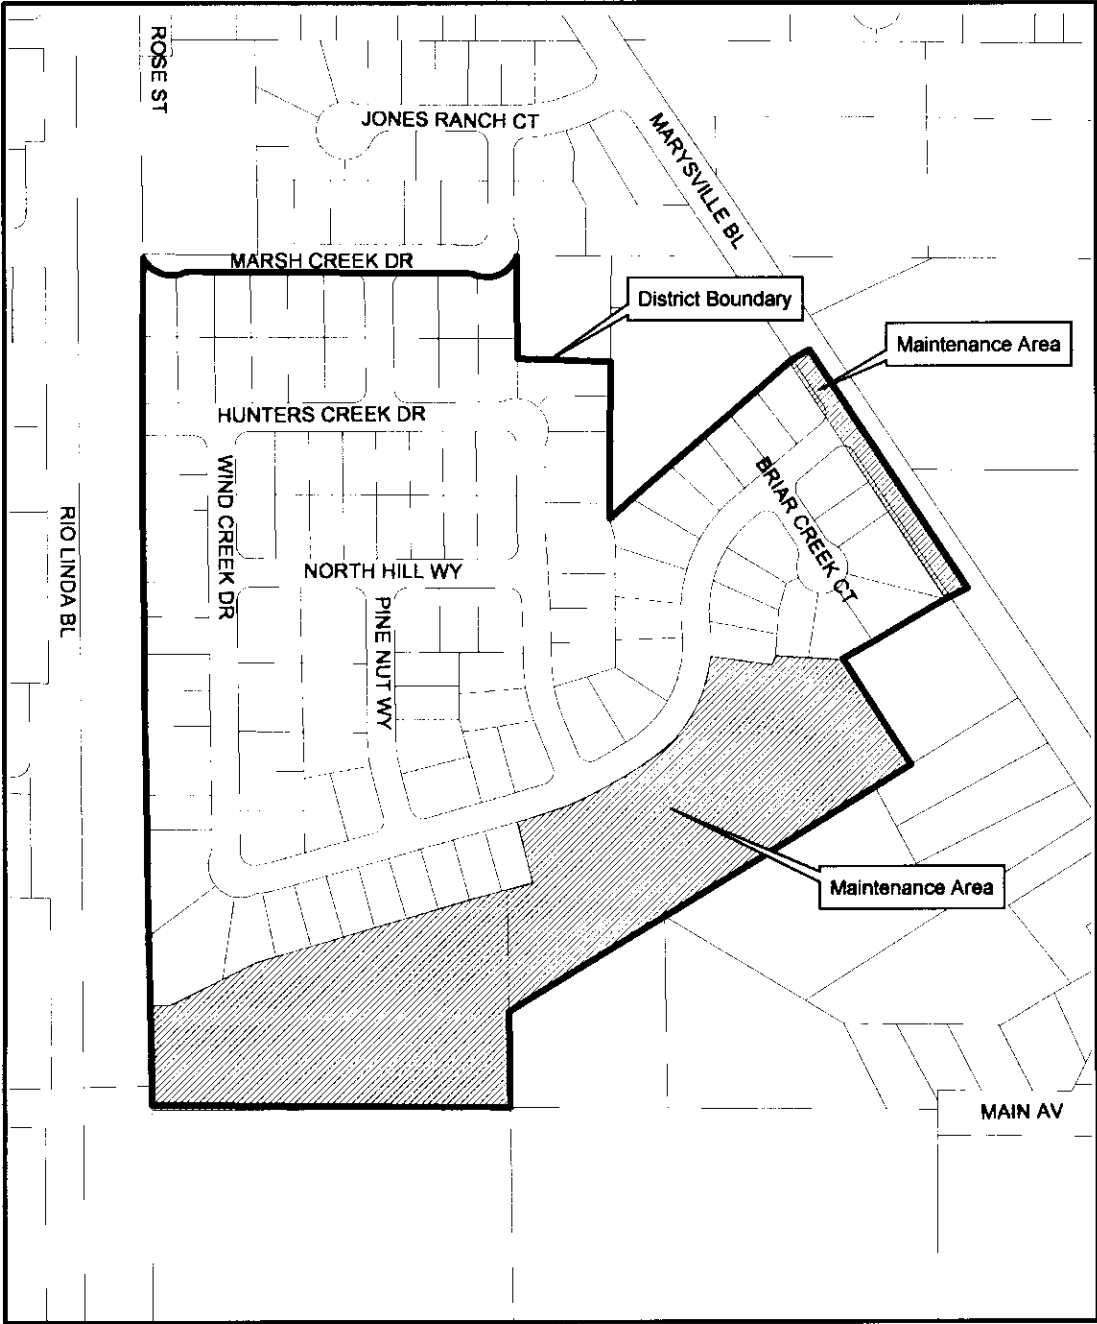 ROSE ST
JONES RANCH CT
MARYSVILLE BL
MARSH CREEK DR
District Boundary
Maintenance Area
HUNTERS CREEK DR
WIND CREEK DR
BRIAR CREEK CT
RIO LINDA BL
NORTH HILL WY
PINE NUT WY
Maintenance Area
MAIN AV